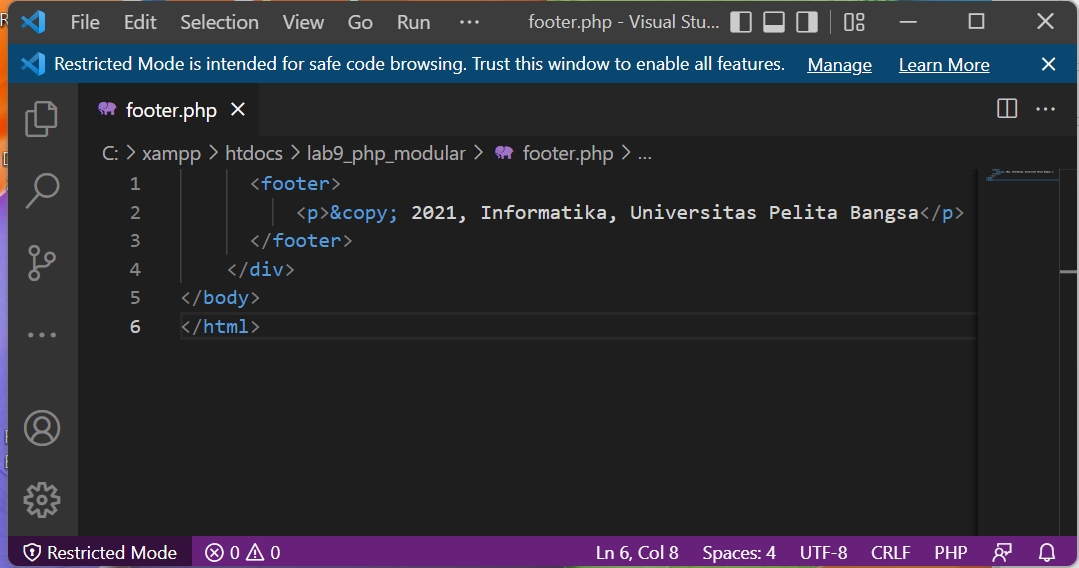 File Edit Selection View Go Run ··· footer.php - Visual Stu...
Restricted Mode is intended for safe code browsing. Trust this window to enable all features. Manage Learn More
footer.php
C: > xampp > htdocs > lab9_php_modular > footer.php > ...
1 <footer>
2 <p>&copy; 2021, Informatika, Universitas Pelita Bangsa</p>
3 </footer>
4 </div>
5 </body>
6 </html>
Restricted Mode 0 0 Ln 6, Col 8 Spaces: 4 UTF-8 CRLF PHP